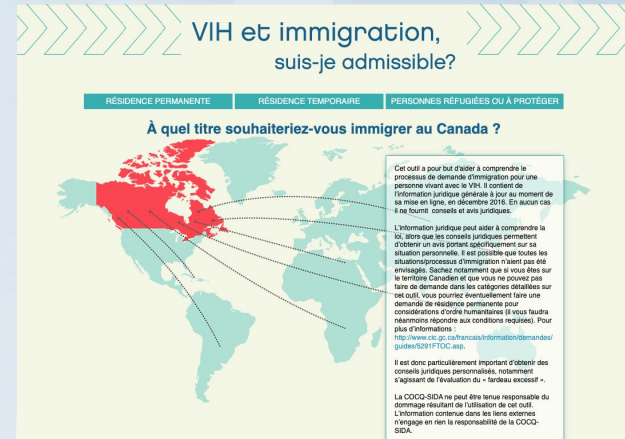 VIH et immigration,
suis-je admissible?
RÉSIDENCE PERMANENTE
RÉSIDENCE TEMPORAIRE
PERSONNES RÉFUGIÉES OU À PROTÉGER
À quel titre souhaiteriez-vous immigrer au Canada ?
Cet outil a pour but d'aider à comprendre le
processus de demande d'immigration pour une
personne vivant avec le VIH. Il contient de
l'information juridique générale à jour au moment de
sa mise en ligne, en décembre 2016. En aucun cas
il ne fournit conseils et avis juridiques.
L'information juridique peut aider à comprendre la
loi, alors que les conseils juridiques permettent
d'obtenir un avis portant spécifiquement sur sa
situation personnelle. Il est possible que toutes les
situations/processus d'immigration n'aient pas été
envisagés. Sachez notamment que si vous êtes sur
le territoire Canadien et que vous ne pouvez pas
faire de demande dans les catégories détaillées sur
cet outil, vous pourriez éventuellement faire une
demande de résidence permanente pour
considérations d'ordre humanitaires (il vous faudra
néanmoins répondre aux conditions requises). Pour
plus d'informations :
http://www.cic.gc.ca/francais/information/demandes/
guides/5291FTOC.asp.
Il est donc particulièrement important d'obtenir des
conseils juridiques personnalisés, notamment
s'agissant de l'évaluation du « fardeau excessif ».
La COCQ-SIDA ne peut être tenue responsable du
dommage résultant de l'utilisation de cet outil.
L'information contenue dans les liens externes
n'engage en rien la responsabilité de la COCQ-
SIDA.